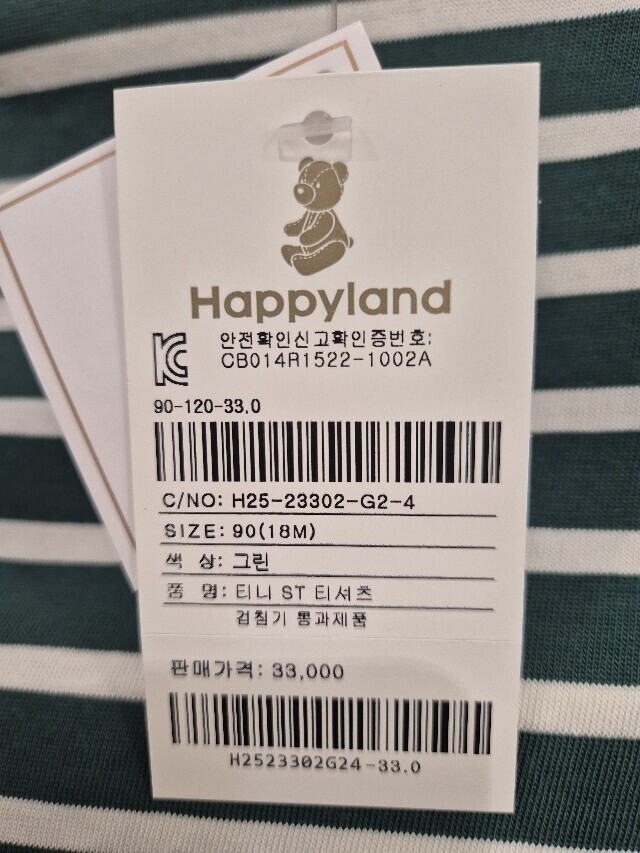 Happyland
안전확인신고확인증번호:
CB014R1522-1002A
90-120-33.0
C/NO: H25-23302-G2-4
SIZE: 90(18M)
색 상: 그린
품 명: 티니 ST 티셔츠
검침기 통과제품
판매가격: 33,000
H2523302G24-33.0